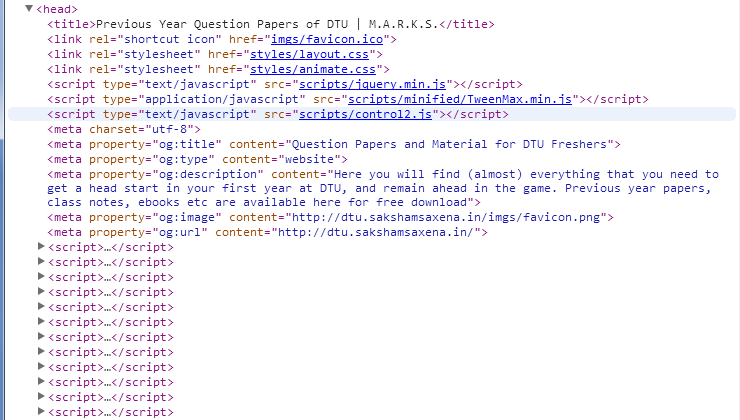 <head>
<title>Previous Year Question Papers of DTU | M.A.R.K.S.</title>
<link rel="shortcut icon" href="imgs/favicon.ico">
<link rel="stylesheet" href="styles/layout.css">
<link rel="stylesheet" href="styles/animate.css">
<script type="text/javascript" src="scripts/jquery.min.js"></script>
<script type="application/javascript" src="scripts/minified/TweenMax.min.js"></script>
<script type="text/javascript" src="scripts/control2.js"></script>
<meta charset="utf-8">
<meta property="og:title" content="Question Papers and Material for DTU Freshers">
<meta property="og:type" content="website">
<meta property="og:description" content="Here you will find (almost) everything that you need to
get a head start in your first year at DTU, and remain ahead in the game. Previous year papers,
class notes, ebooks etc are available here for free download">
<meta property="og:image" content="http://dtu.sakshamsaxena.in/imgs/favicon.png">
<meta property="og:url" content="http://dtu.sakshamsaxena.in/">
<script>…</script>
<script>…</script>
<script>…</script>
<script>…</script>
<script>…</script>
<script>…</script>
<script>…</script>
<script>…</script>
<script>…</script>
<script>…</script>
<script>…</script>
<script>…</script>